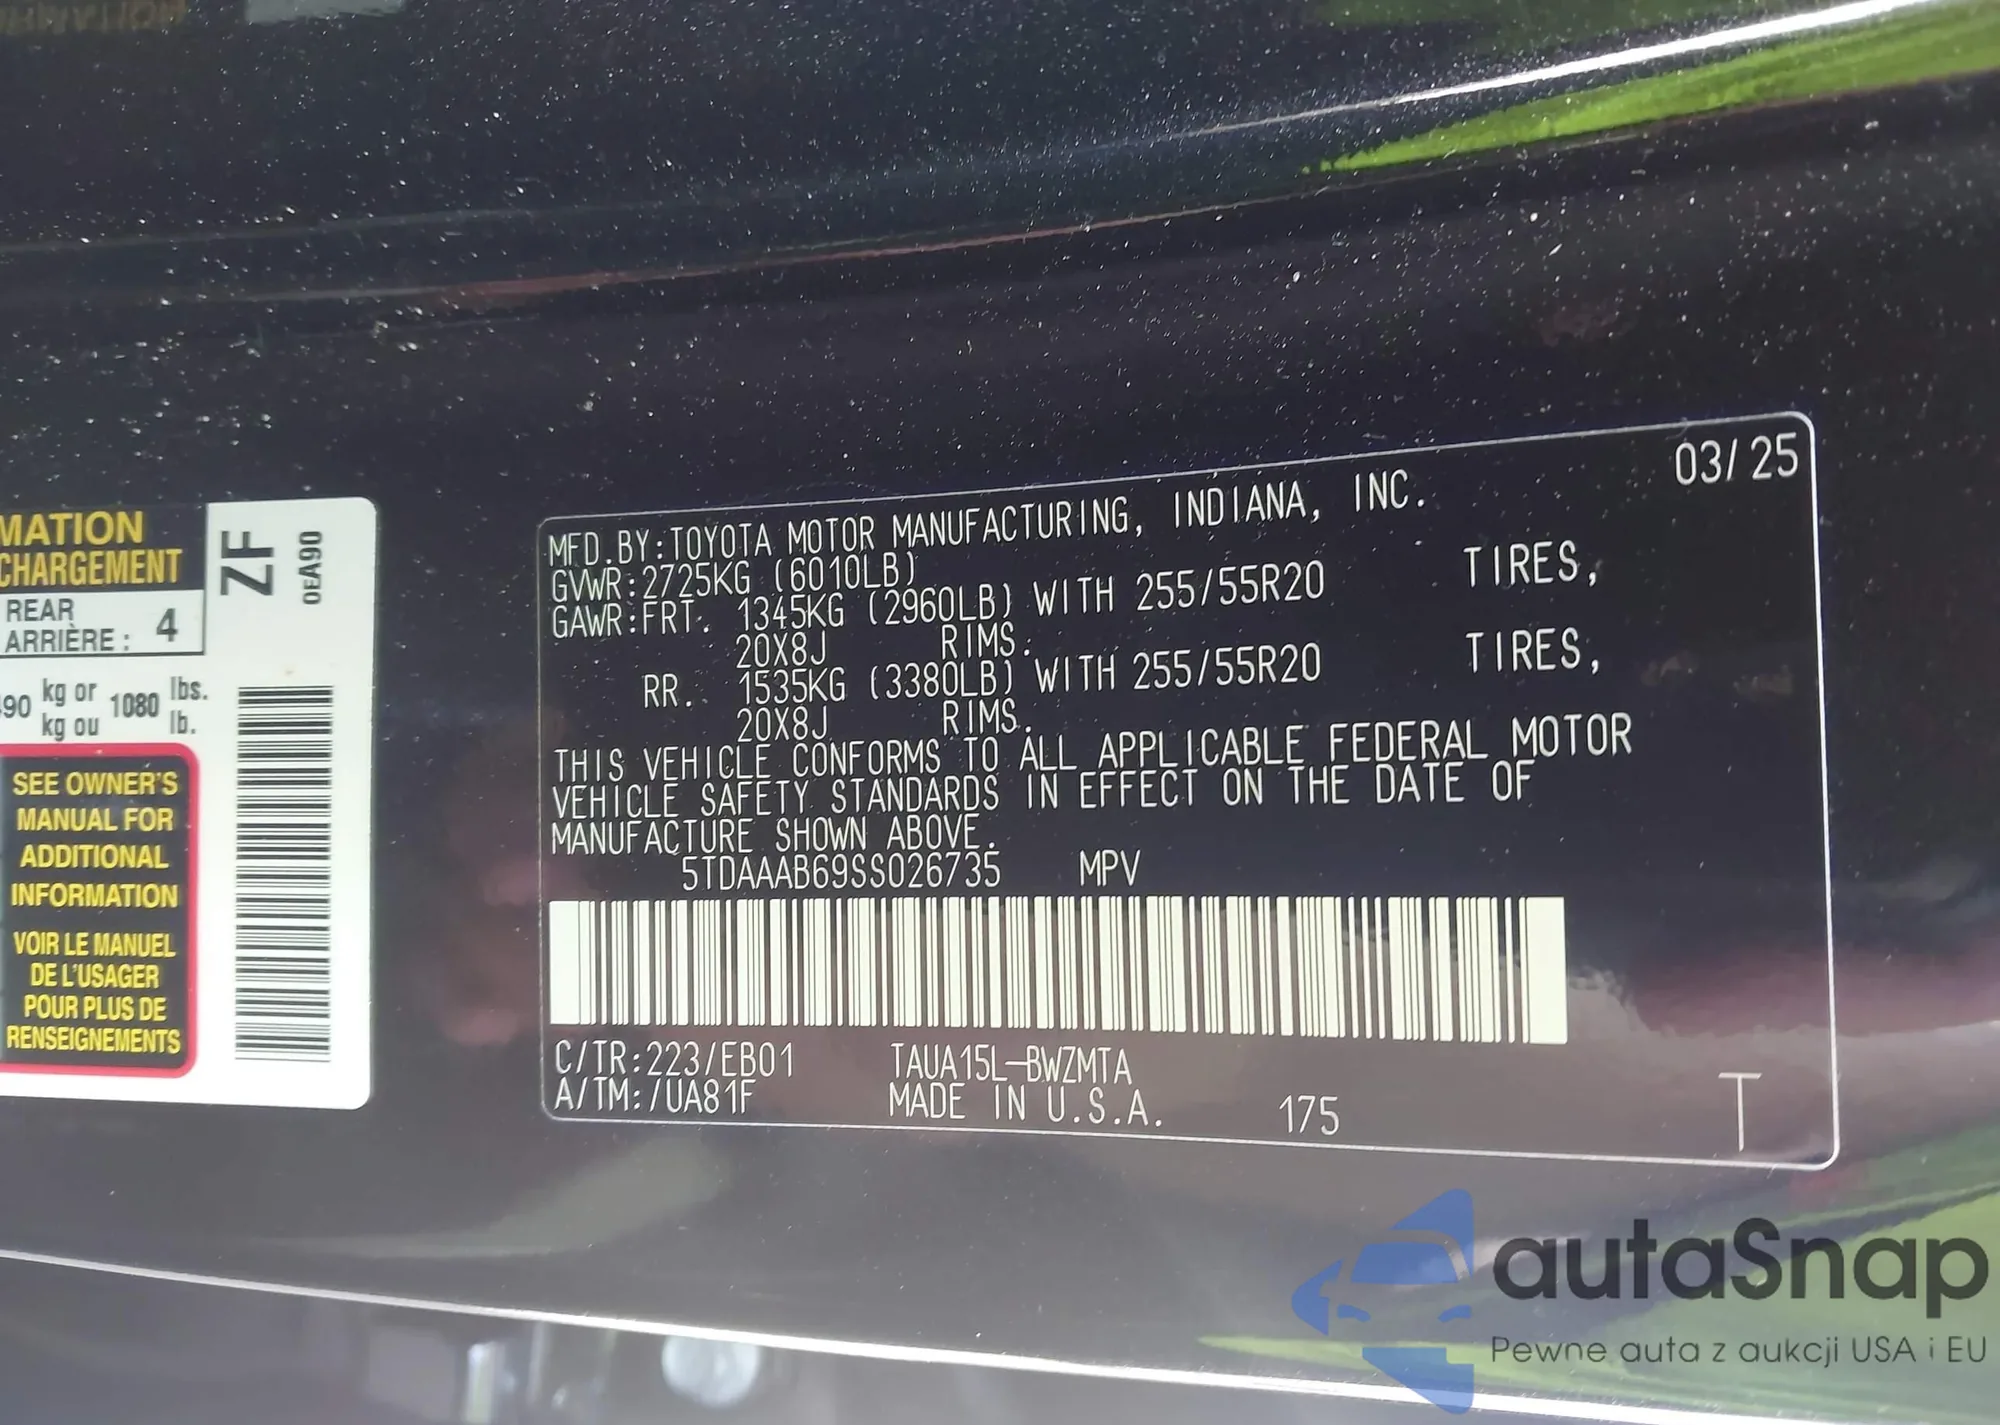 MATION
CHARGEMENT
REAR
ARRIÈRE : 4
90 kg or 1080 lbs.
kg ou lb.
SEE OWNER'S
MANUAL FOR
ADDITIONAL
INFORMATION
VOIR LE MANUEL
DE L'USAGER
POUR PLUS DE
RENSEIGNEMENTS
ZF
0EA90
03/25
MFD.BY:TOYOTA MOTOR MANUFACTURING, INDIANA, INC.
GVWR:2725KG (6010LB)
GAWR:FRT. 1345KG (2960LB) WITH 255/55R20 TIRES,
20X8J RIMS.
RR. 1535KG (3380LB) WITH 255/55R20 TIRES,
20X8J RIMS.
THIS VEHICLE CONFORMS TO ALL APPLICABLE FEDERAL MOTOR
VEHICLE SAFETY STANDARDS IN EFFECT ON THE DATE OF
MANUFACTURE SHOWN ABOVE.
5TDAAAB69SS026735 MPV
C/TR:223/EB01 TAUA15L-BWZMTA
A/TM:/UA81F MADE IN U.S.A. 175 T
autaSnap
Pewne auta z aukcji USA i EU